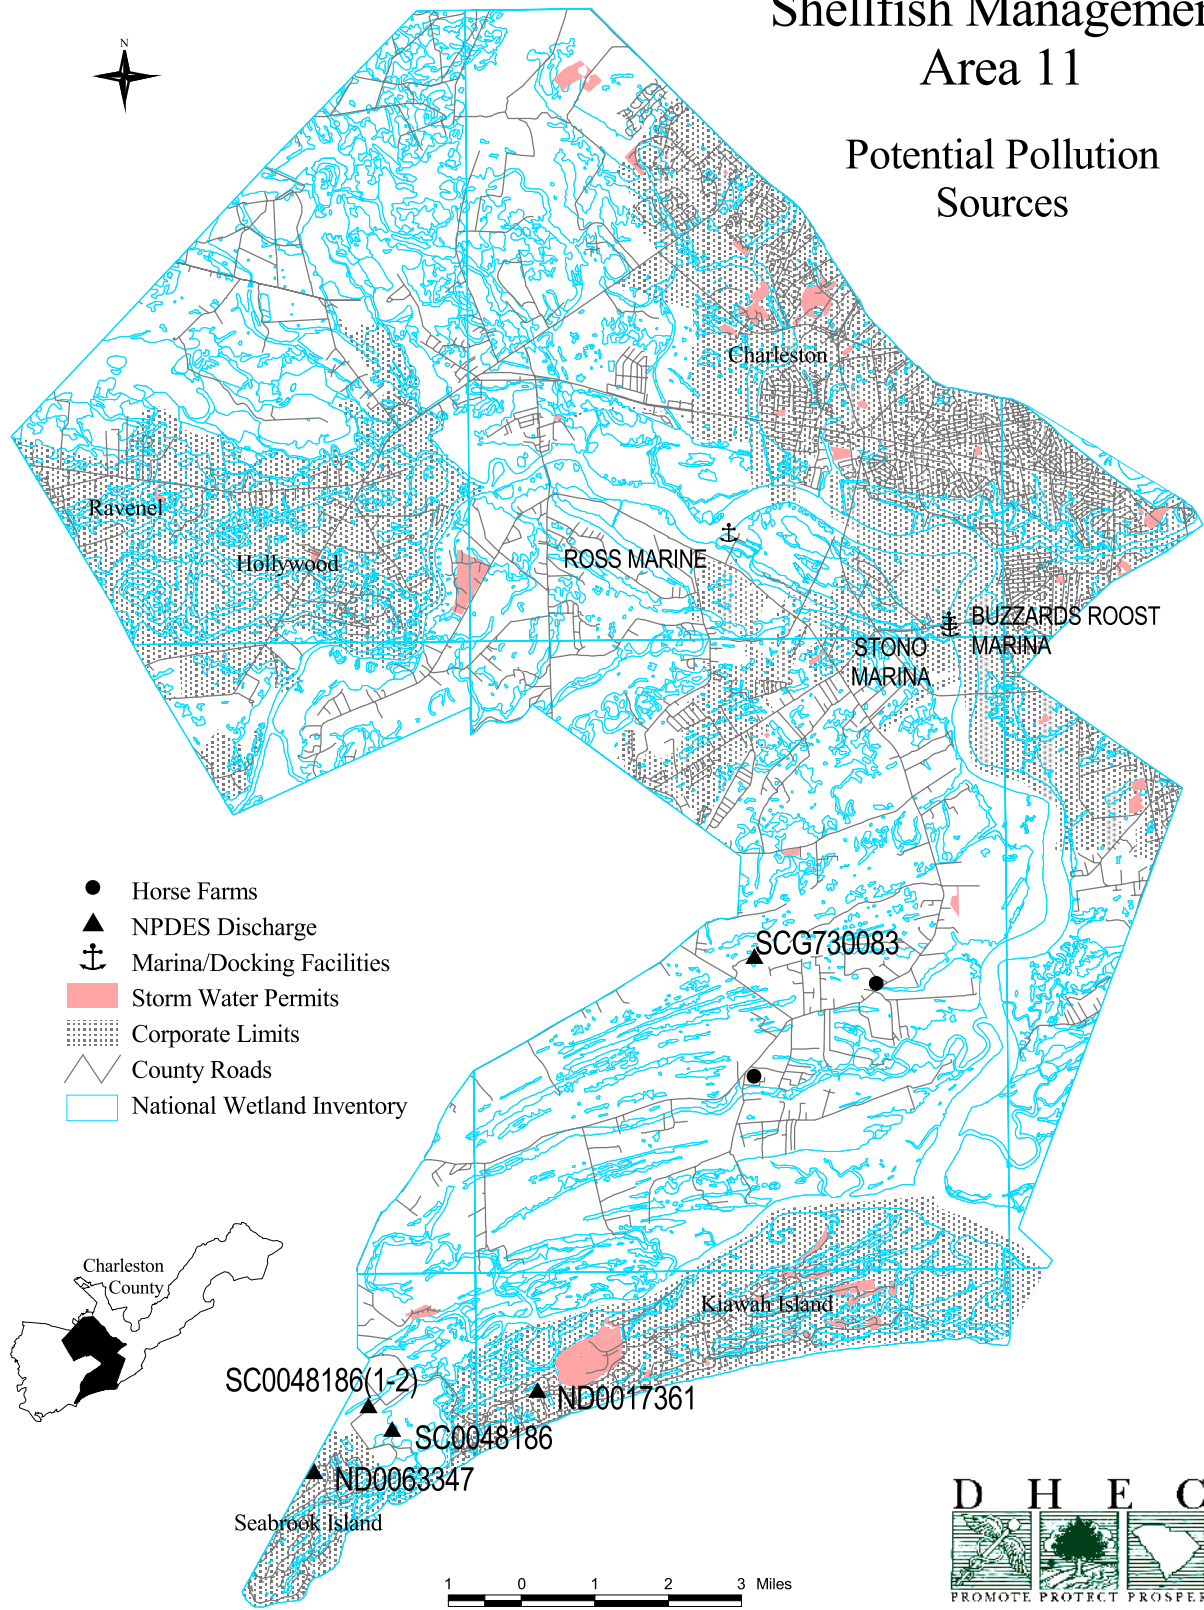 Shellfish Managemen
Area 11
Potential Pollution
Sources
N
Charleston
Ravenel
Hollywood
ROSS MARINE
BUZZARDS ROOST
MARINA
STONO
MARINA
Horse Farms
NPDES Discharge
Marina/Docking Facilities
Storm Water Permits
Corporate Limits
County Roads
National Wetland Inventory
SCG730083
Charleston
County
Kiawah Island
SC0048186(1-2)
ND0017361
SC0048186
ND0063347
Seabrook Island
1 0 1 2 3 Miles
D H E C
PROMOTE PROTECT PROSPER